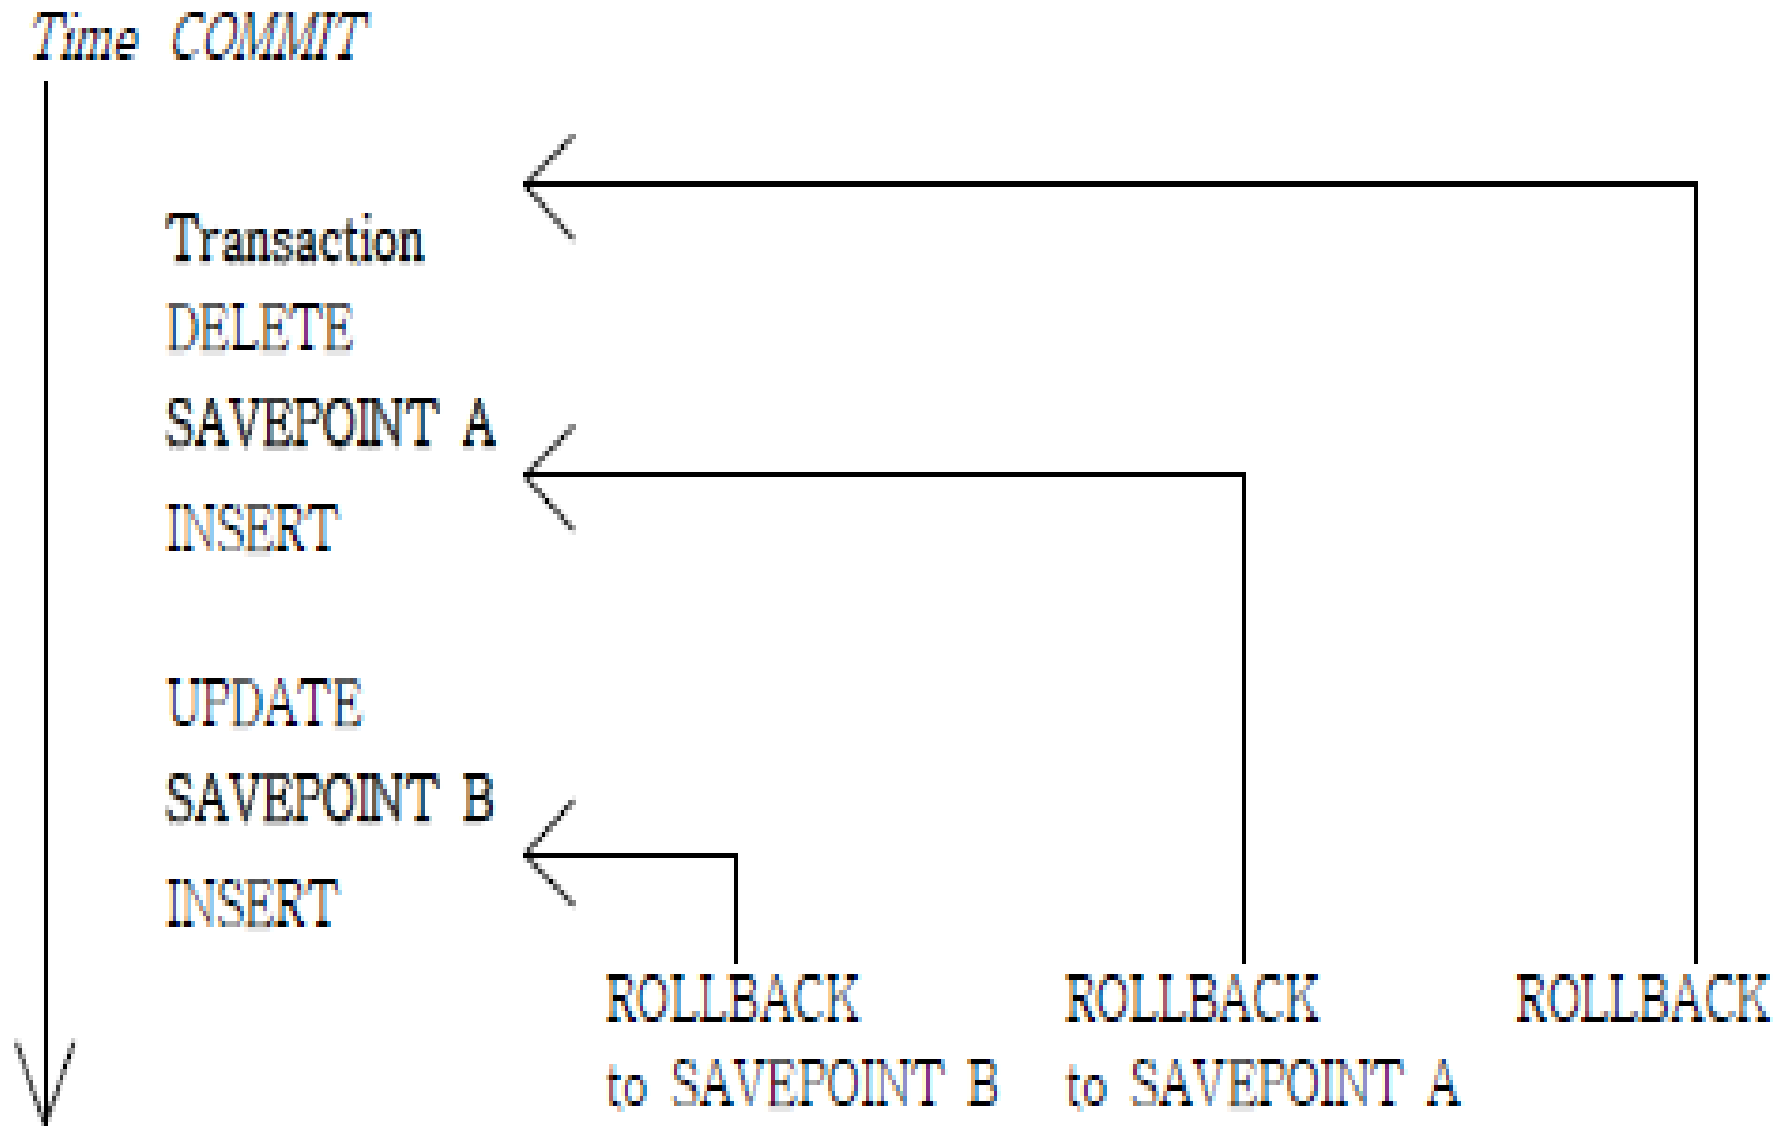 Time COMMIT
Transaction
DELETE
SAVEPOINT A
INSERT
UPDATE
SAVEPOINT B
INSERT
ROLLBACK
to SAVEPOINT B
ROLLBACK
to SAVEPOINT A
ROLLBACK